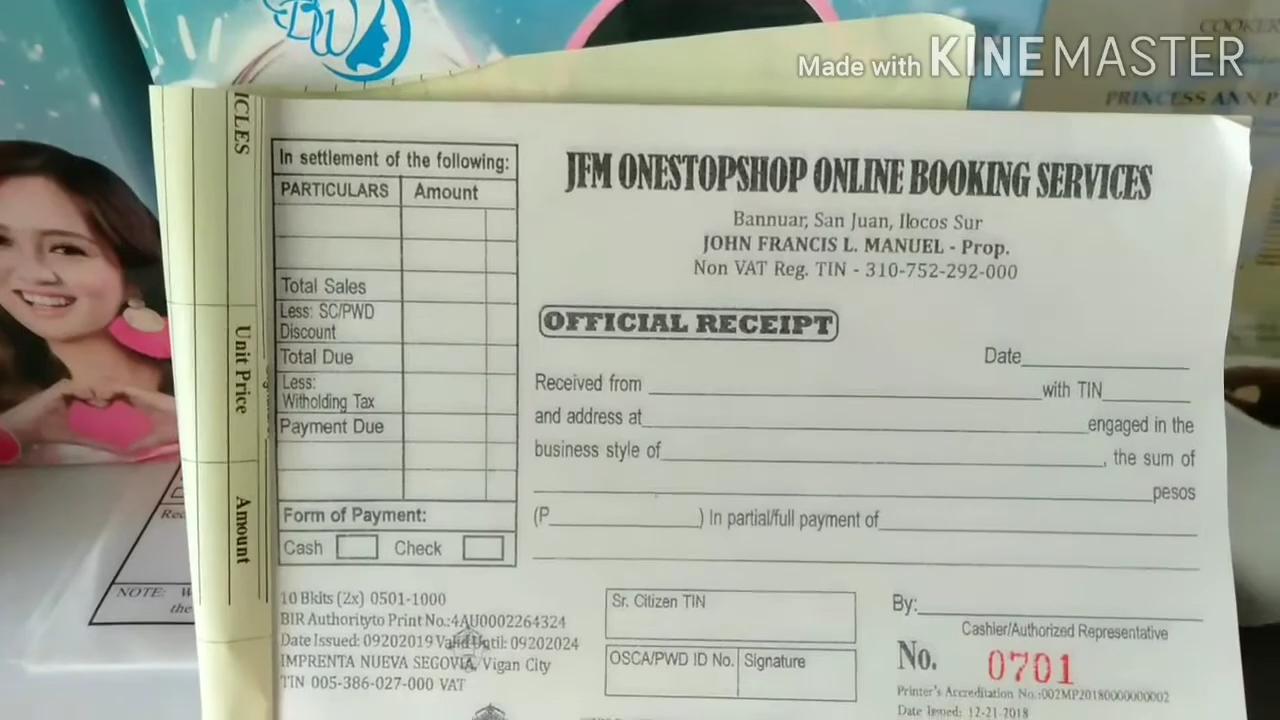 BW
Made with KINEMASTER
COOKER
PRINCESS ANN P
ICLES
Unit Price
Amount
In settlement of the following:
PARTICULARS Amount
Total Sales
Less: SC/PWD
Discount
Total Due
Less:
Witholding Tax
Payment Due
Form of Payment:
Cash Check
10 Bkits (2x) 0501-1000
BIR Authorityto Print No.:4AU0002264324
Date Issued: 09202019 Valid Until: 09202024
IMPRENTA NUEVA SEGOVIA, Vigan City
TIN 005-386-027-000 VAT
JFM ONESTOPSHOP ONLINE BOOKING SERVICES
Bannuar, San Juan, Ilocos Sur
JOHN FRANCIS L. MANUEL - Prop.
Non VAT Reg. TIN - 310-752-292-000
OFFICIAL RECEIPT
Date
Received from with TIN
and address at engaged in the
business style of , the sum of
pesos
(P ) In partial/full payment of
Sr. Citizen TIN
OSCA/PWD ID No. Signature
By:
Cashier/Authorized Representative
No. 0701
Printer's Accreditation No.:002MP20180000000002
Date Issued: 12-21-2018
Rec
NOTE: W
the